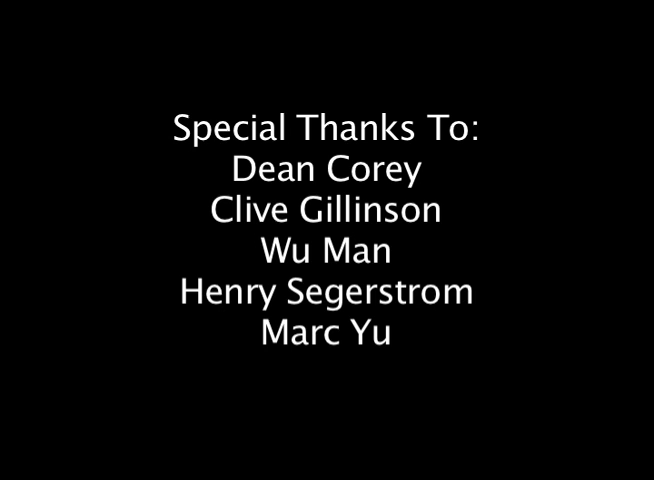 Special Thanks To:
Dean Corey
Clive Gillinson
Wu Man
Henry Segerstrom
Marc Yu